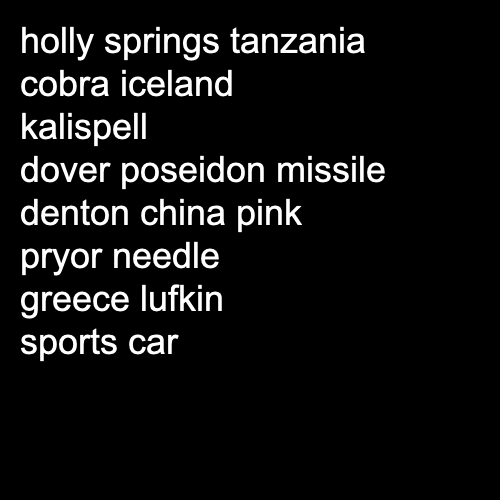 holly springs tanzania
cobra iceland
kalispell
dover poseidon missile
denton china pink
pryor needle
greece lufkin
sports car